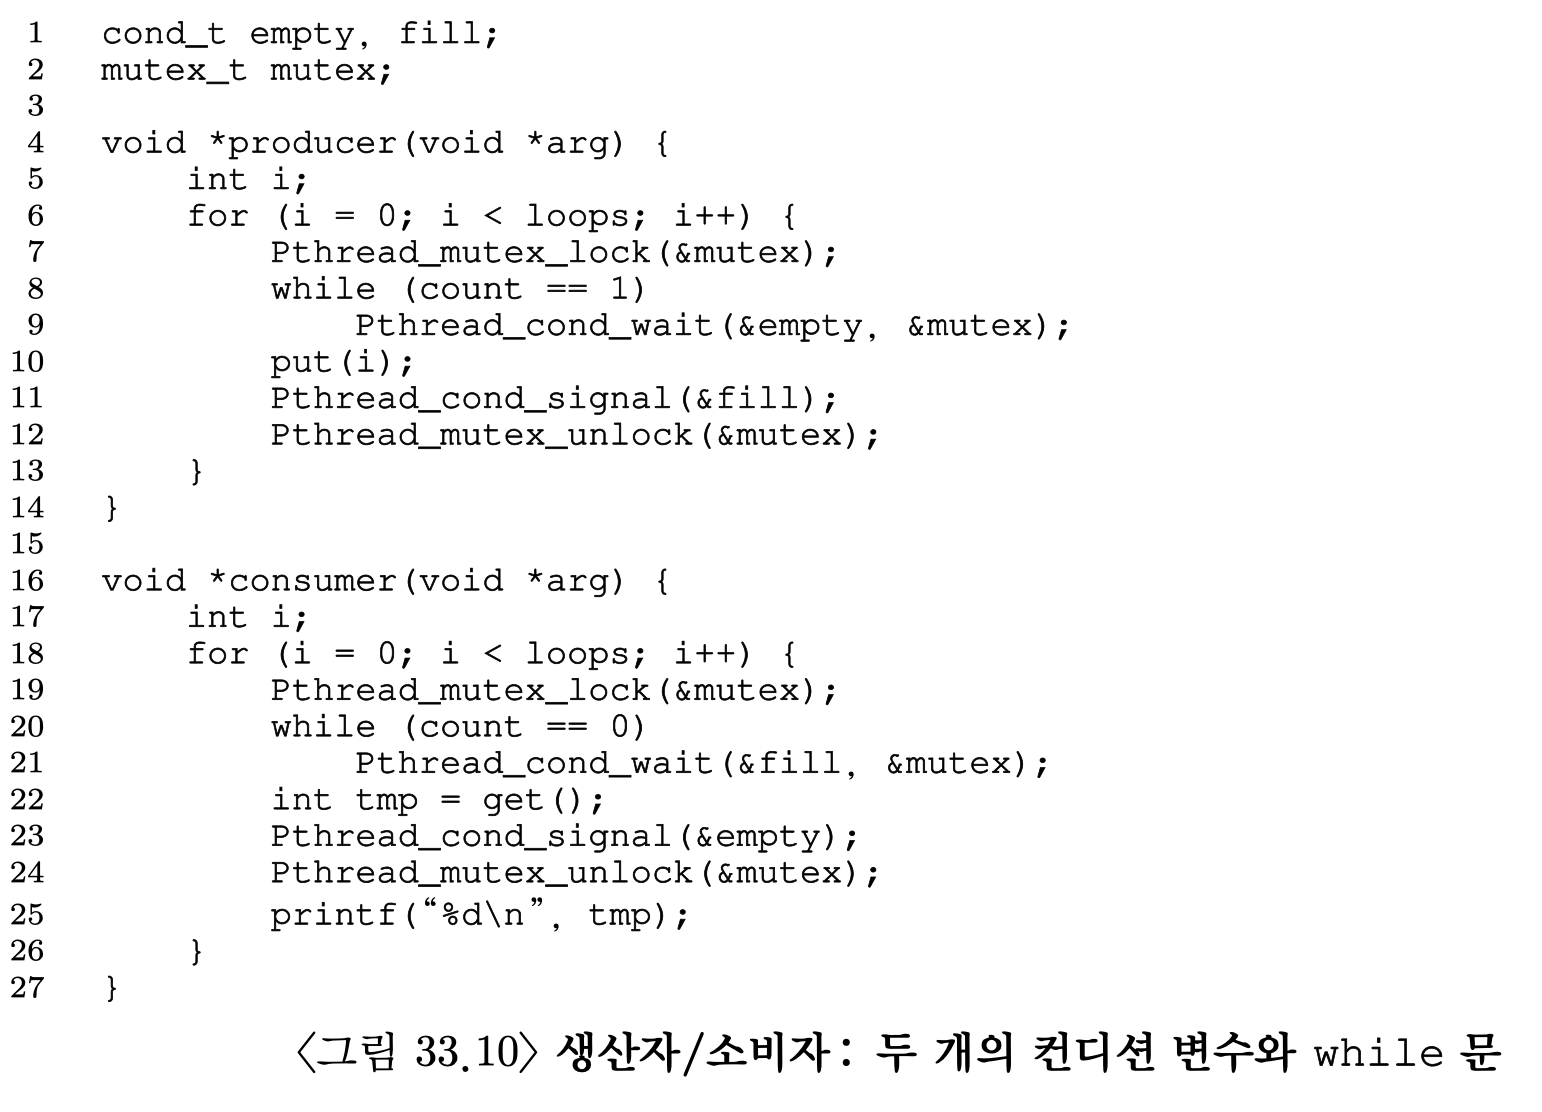 1 cond_t empty, fill;
2 mutex_t mutex;
3
4 void *producer(void *arg) {
5     int i;
6     for (i = 0; i < loops; i++) {
7         Pthread_mutex_lock(&mutex);
8         while (count == 1)
9             Pthread_cond_wait(&empty, &mutex);
10         put(i);
11         Pthread_cond_signal(&fill);
12         Pthread_mutex_unlock(&mutex);
13     }
14 }
15
16 void *consumer(void *arg) {
17     int i;
18     for (i = 0; i < loops; i++) {
19         Pthread_mutex_lock(&mutex);
20         while (count == 0)
21             Pthread_cond_wait(&fill, &mutex);
22         int tmp = get();
23         Pthread_cond_signal(&empty);
24         Pthread_mutex_unlock(&mutex);
25         printf(“%d\n”, tmp);
26     }
27 }
〈그림 33.10〉 생산자/소비자: 두 개의 컨디션 변수와 while 문